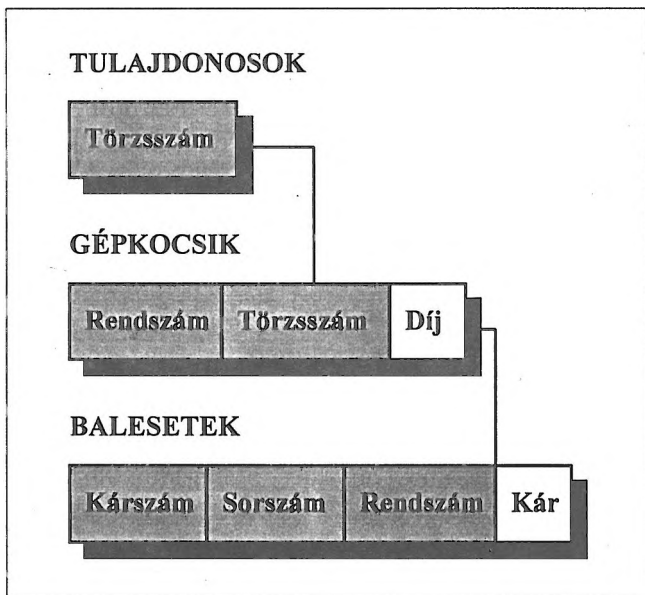 TULAJDONOSOK
Törzsszám
GÉPKOCSIK
Rendszám Törzsszám Díj
BALESETEK
Kárszám Sorszám Rendszám Kár